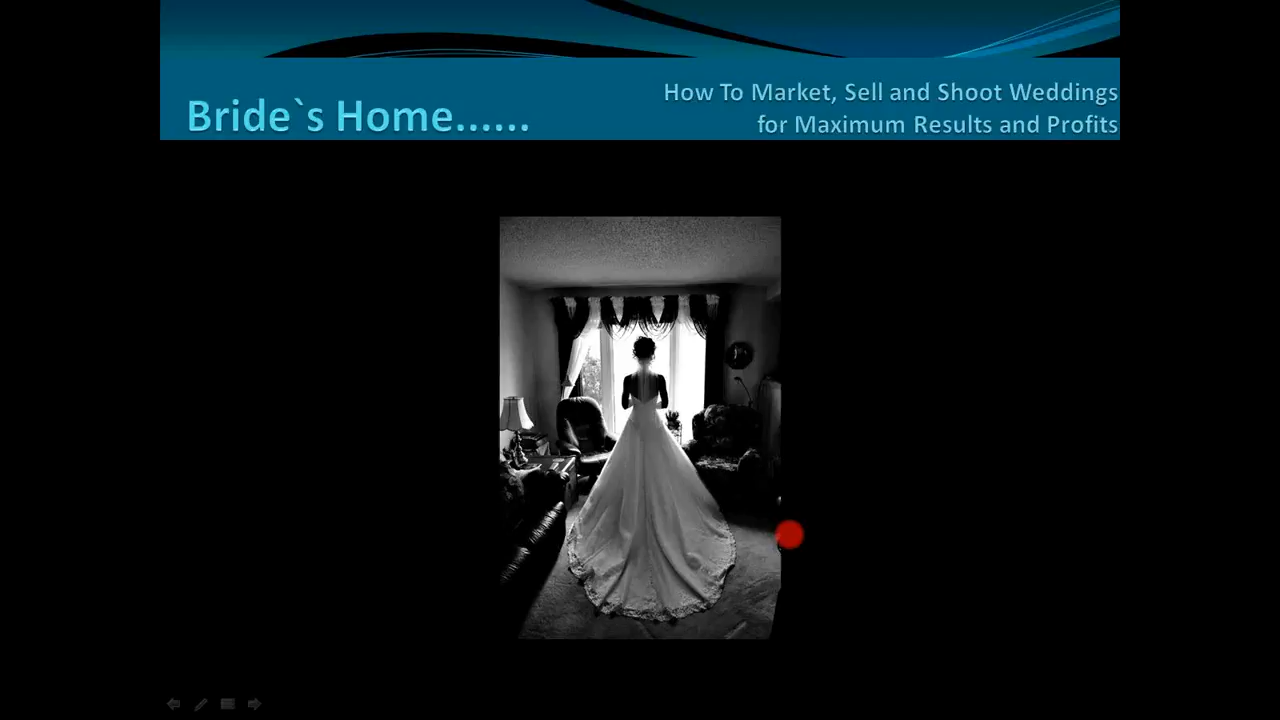 Bride`s Home......
How To Market, Sell and Shoot Weddings
for Maximum Results and Profits